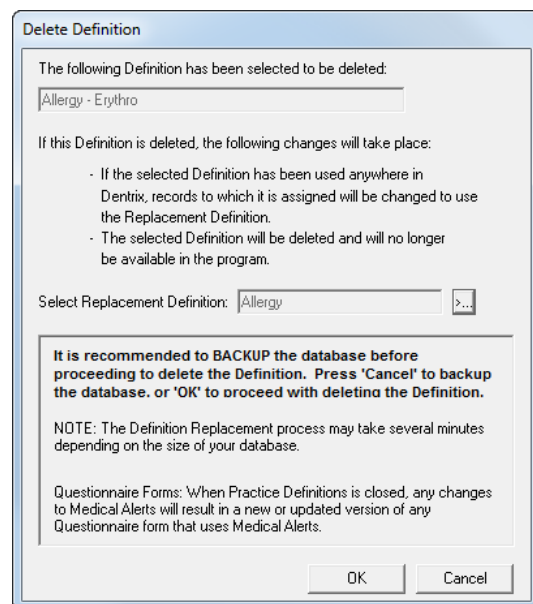 Delete Definition
The following Definition has been selected to be deleted:
Allergy - Erythro
If this Definition is deleted, the following changes will take place:
- If the selected Definition has been used anywhere in
Dentrix, records to which it is assigned will be changed to use
the Replacement Definition.
- The selected Definition will be deleted and will no longer
be available in the program.
Select Replacement Definition: Allergy >...
It is recommended to BACKUP the database before
proceeding to delete the Definition. Press 'Cancel' to backup
the database, or 'OK' to proceed with deleting the Definition.
NOTE: The Definition Replacement process may take several minutes
depending on the size of your database.
Questionnaire Forms: When Practice Definitions is closed, any changes
to Medical Alerts will result in a new or updated version of any
Questionnaire form that uses Medical Alerts.
OK Cancel